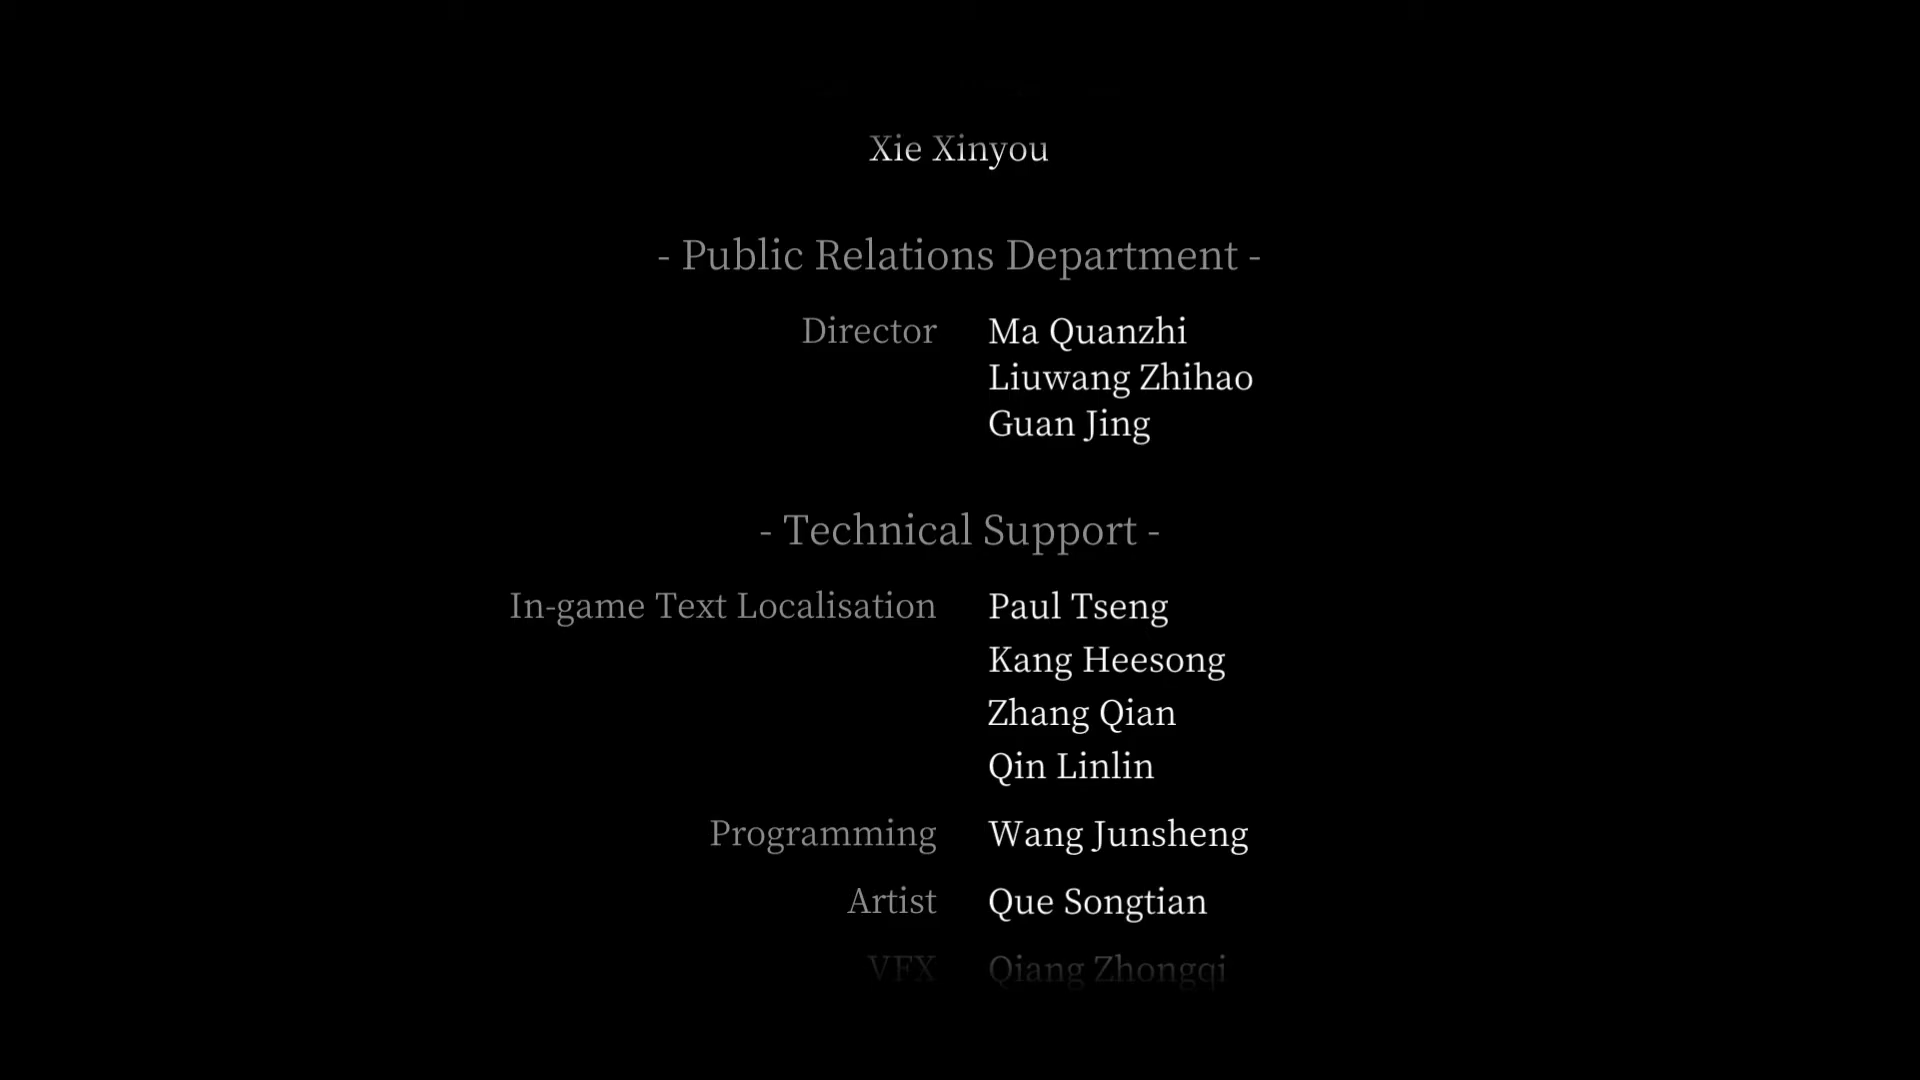 Xie Xinyou
- Public Relations Department -
Director Ma Quanzhi
Liuwang Zhihao
Guan Jing
- Technical Support -
In-game Text Localisation Paul Tseng
Kang Heesong
Zhang Qian
Qin Linlin
Programming Wang Junsheng
Artist Que Songtian
VFX Qiang Zhongqi